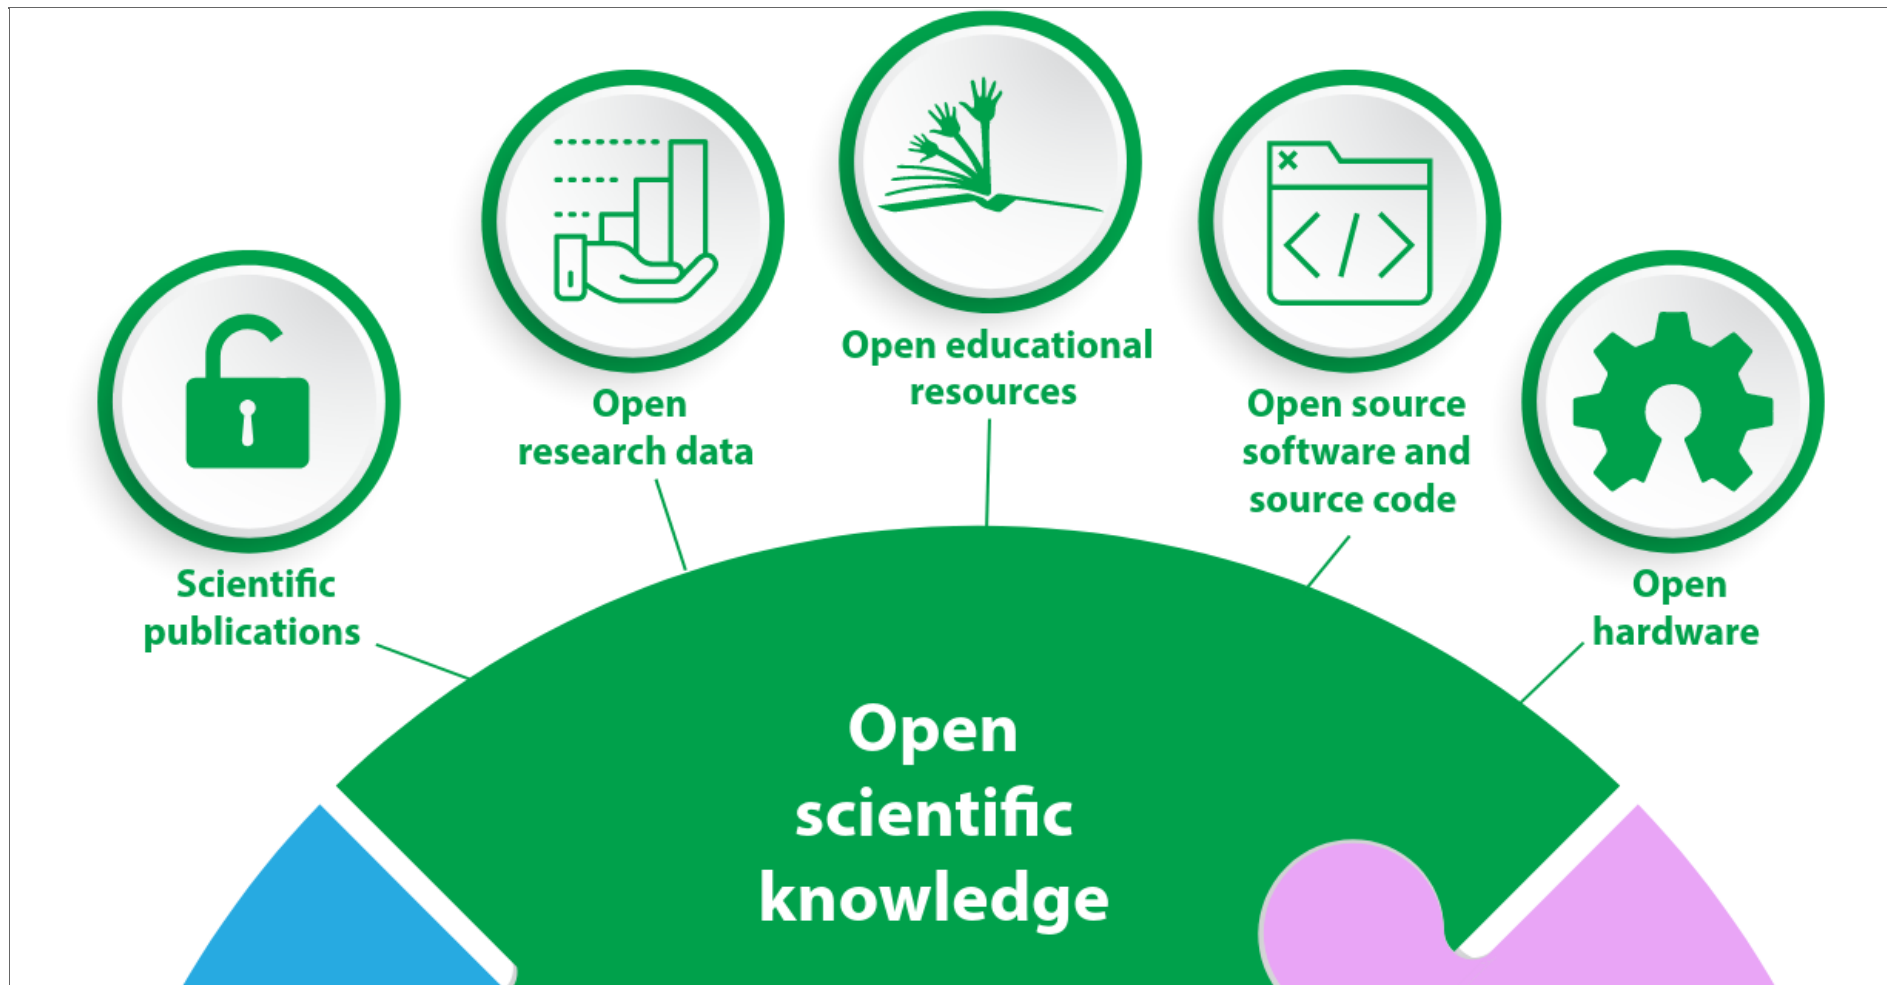 Open educational
resources
Open
research data
Open source
software and
source code
Scientific
publications
Open
hardware
Open
scientific
knowledge